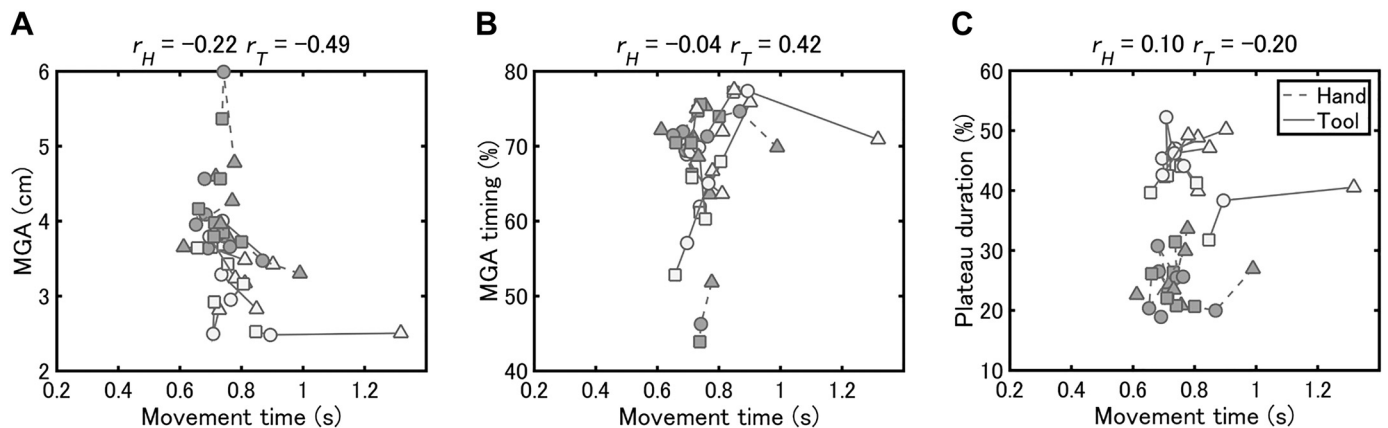 A
r_H = −0.22 r_T = −0.49
6
5
4
3
2
MGA (cm)
0.2 0.4 0.6 0.8 1 1.2
Movement time (s)
B
r_H = −0.04 r_T = 0.42
80
70
60
50
40
MGA timing (%)
0.2 0.4 0.6 0.8 1 1.2
Movement time (s)
C
r_H = 0.10 r_T = −0.20
60
50
40
30
20
10
Plateau duration (%)
Hand
Tool
0.2 0.4 0.6 0.8 1 1.2
Movement time (s)